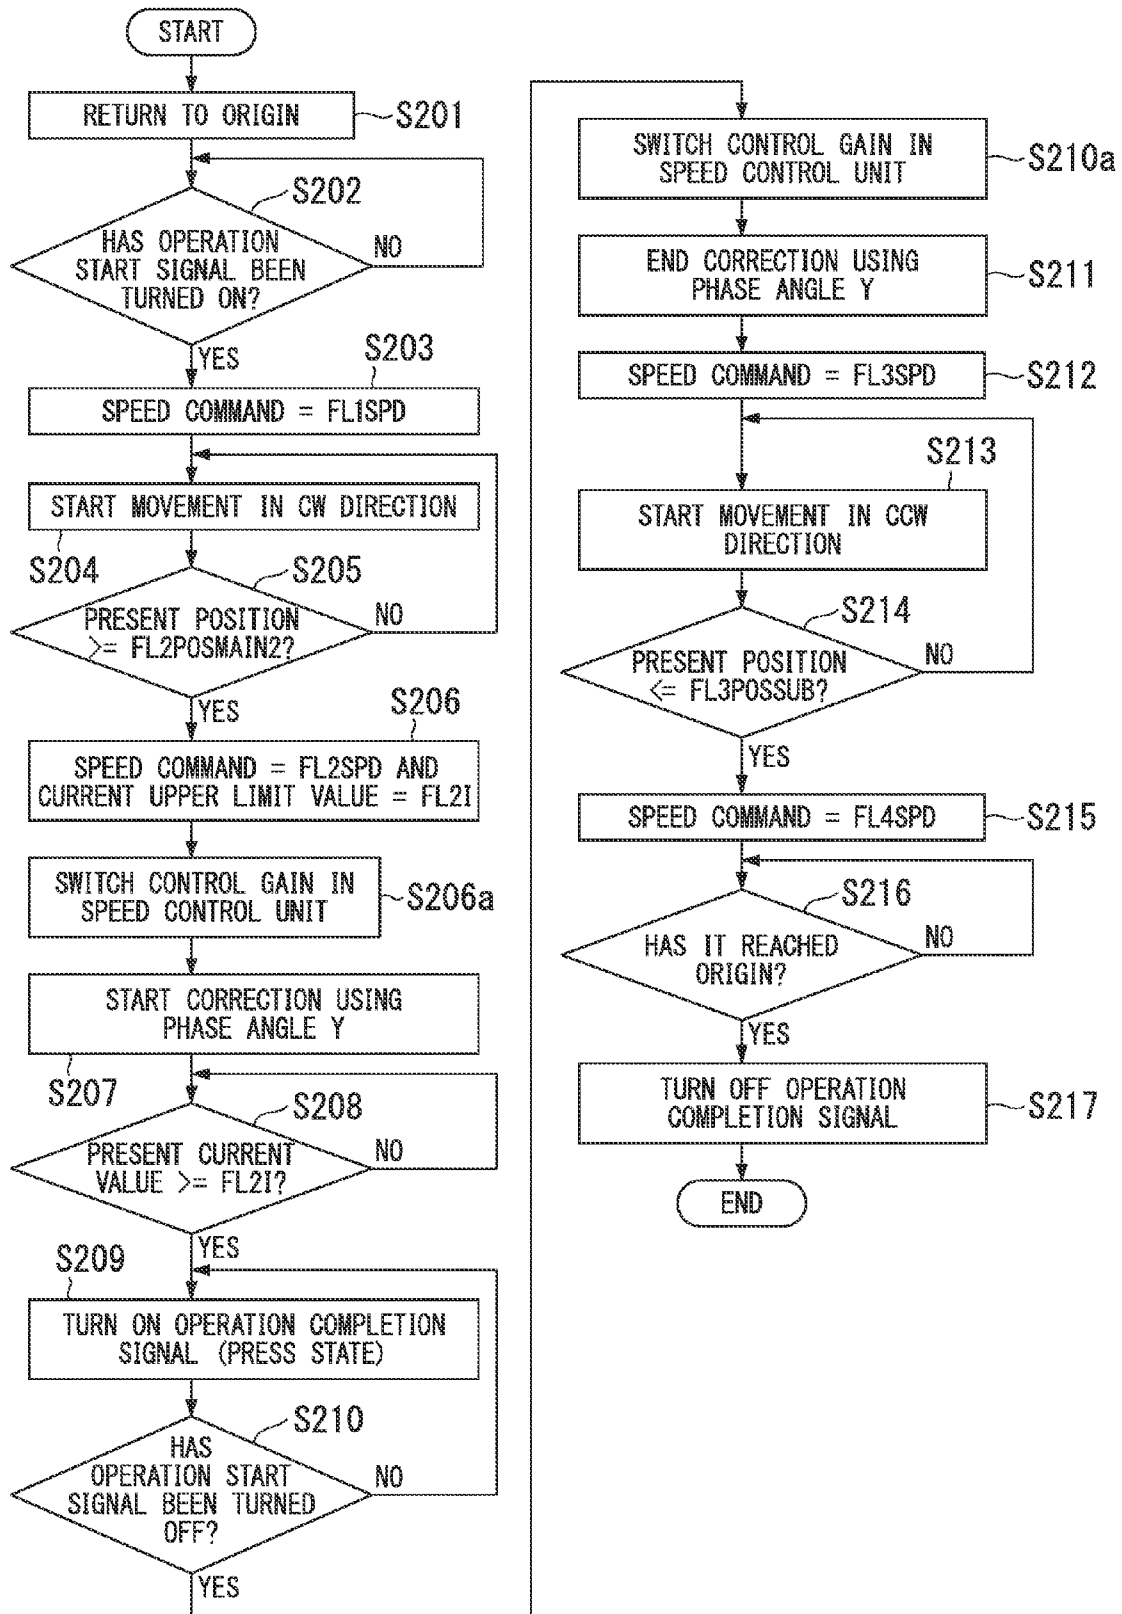 START
RETURN TO ORIGIN
S201
S202
HAS OPERATION
START SIGNAL BEEN
TURNED ON?
NO
YES
S203
SPEED COMMAND = FL1SPD
START MOVEMENT IN CW DIRECTION
S204
S205
PRESENT POSITION
>= FL2POSMAIN2?
NO
YES
S206
SPEED COMMAND = FL2SPD AND
CURRENT UPPER LIMIT VALUE = FL2I
SWITCH CONTROL GAIN IN
SPEED CONTROL UNIT
S206a
START CORRECTION USING
PHASE ANGLE Y
S207
S208
PRESENT CURRENT
VALUE >= FL2I?
NO
YES
S209
TURN ON OPERATION COMPLETION
SIGNAL (PRESS STATE)
S210
HAS
OPERATION START
SIGNAL BEEN TURNED
OFF?
NO
YES
SWITCH CONTROL GAIN IN
SPEED CONTROL UNIT
S210a
END CORRECTION USING
PHASE ANGLE Y
S211
SPEED COMMAND = FL3SPD
S212
S213
START MOVEMENT IN CCW
DIRECTION
S214
PRESENT POSITION
<= FL3POSSUB?
NO
YES
SPEED COMMAND = FL4SPD
S215
S216
HAS IT REACHED
ORIGIN?
NO
YES
TURN OFF OPERATION
COMPLETION SIGNAL
S217
END